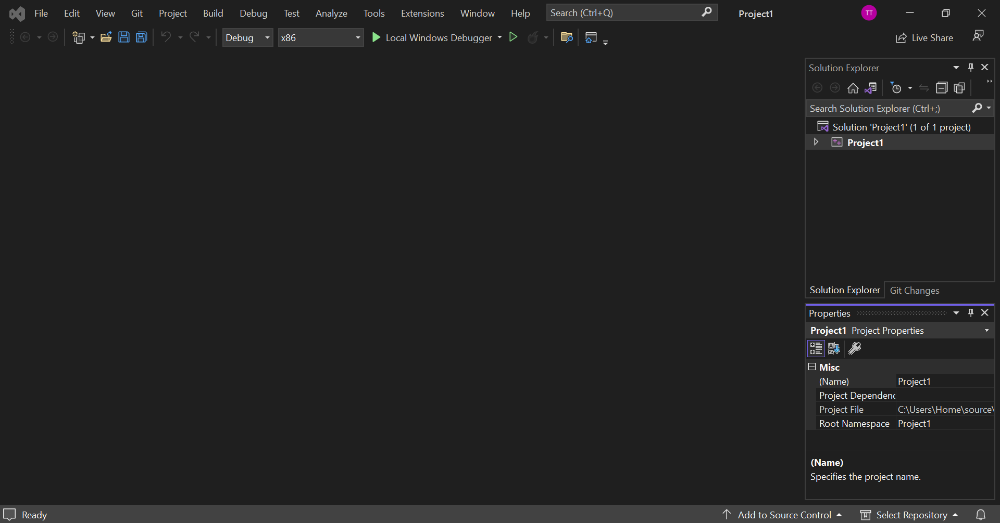 File Edit View Git Project Build Debug Test Analyze Tools Extensions Window Help Search (Ctrl+Q) Project1 TT
Debug x86 Local Windows Debugger Live Share
Solution Explorer
Search Solution Explorer (Ctrl+;)
Solution 'Project1' (1 of 1 project)
Project1
Solution Explorer Git Changes
Properties
Project1 Project Properties
Misc
(Name) Project1
Project Dependenc
Project File C:\Users\Home\source\
Root Namespace Project1
(Name)
Specifies the project name.
Ready Add to Source Control Select Repository